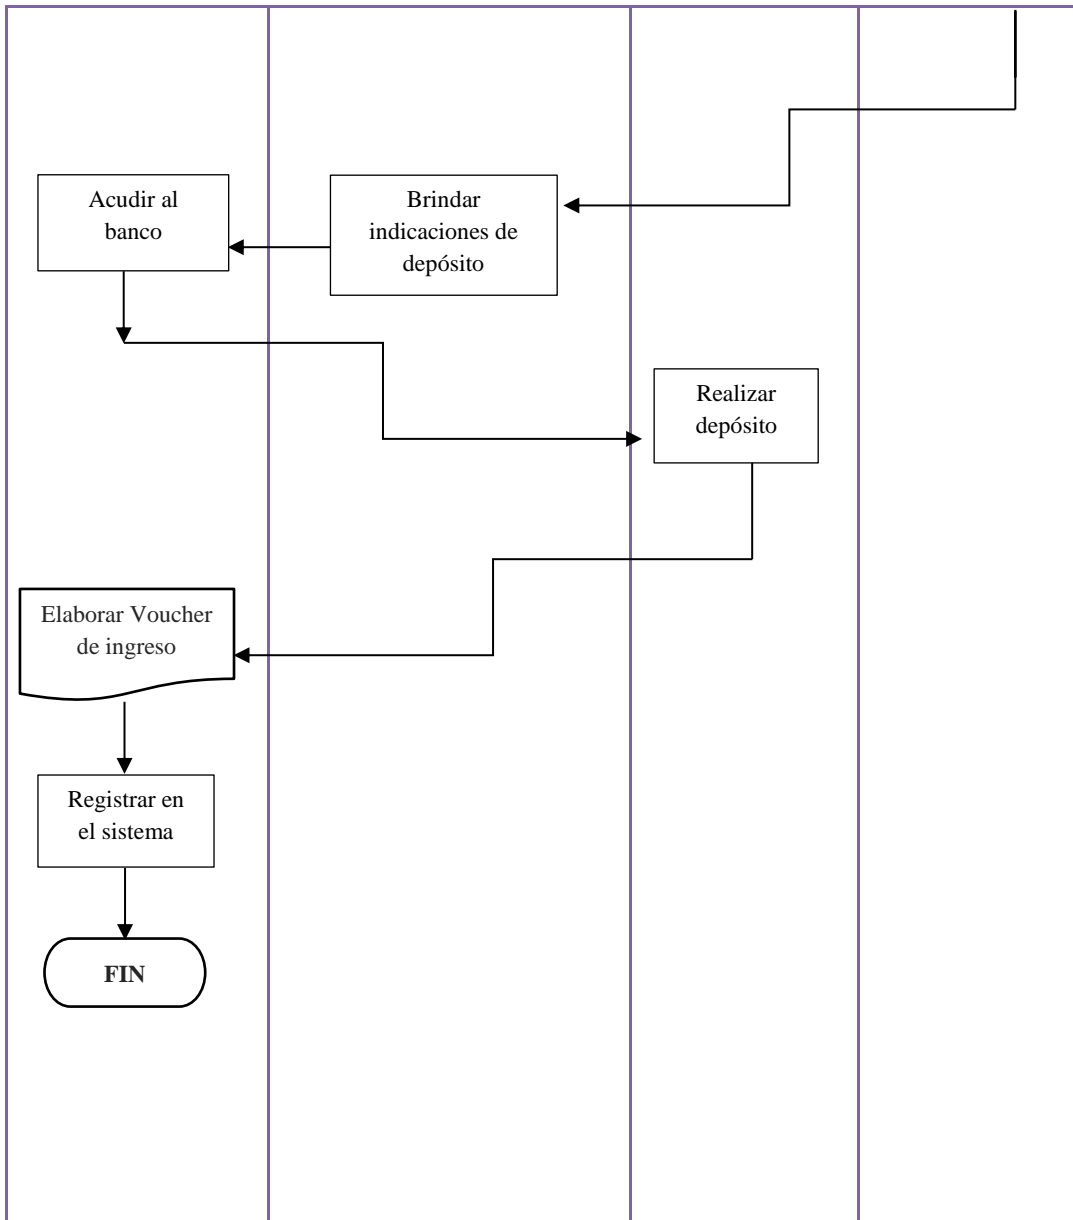 Acudir al
banco
Brindar
indicaciones de
depósito
Realizar
depósito
Elaborar Voucher
de ingreso
Registrar en
el sistema
FIN